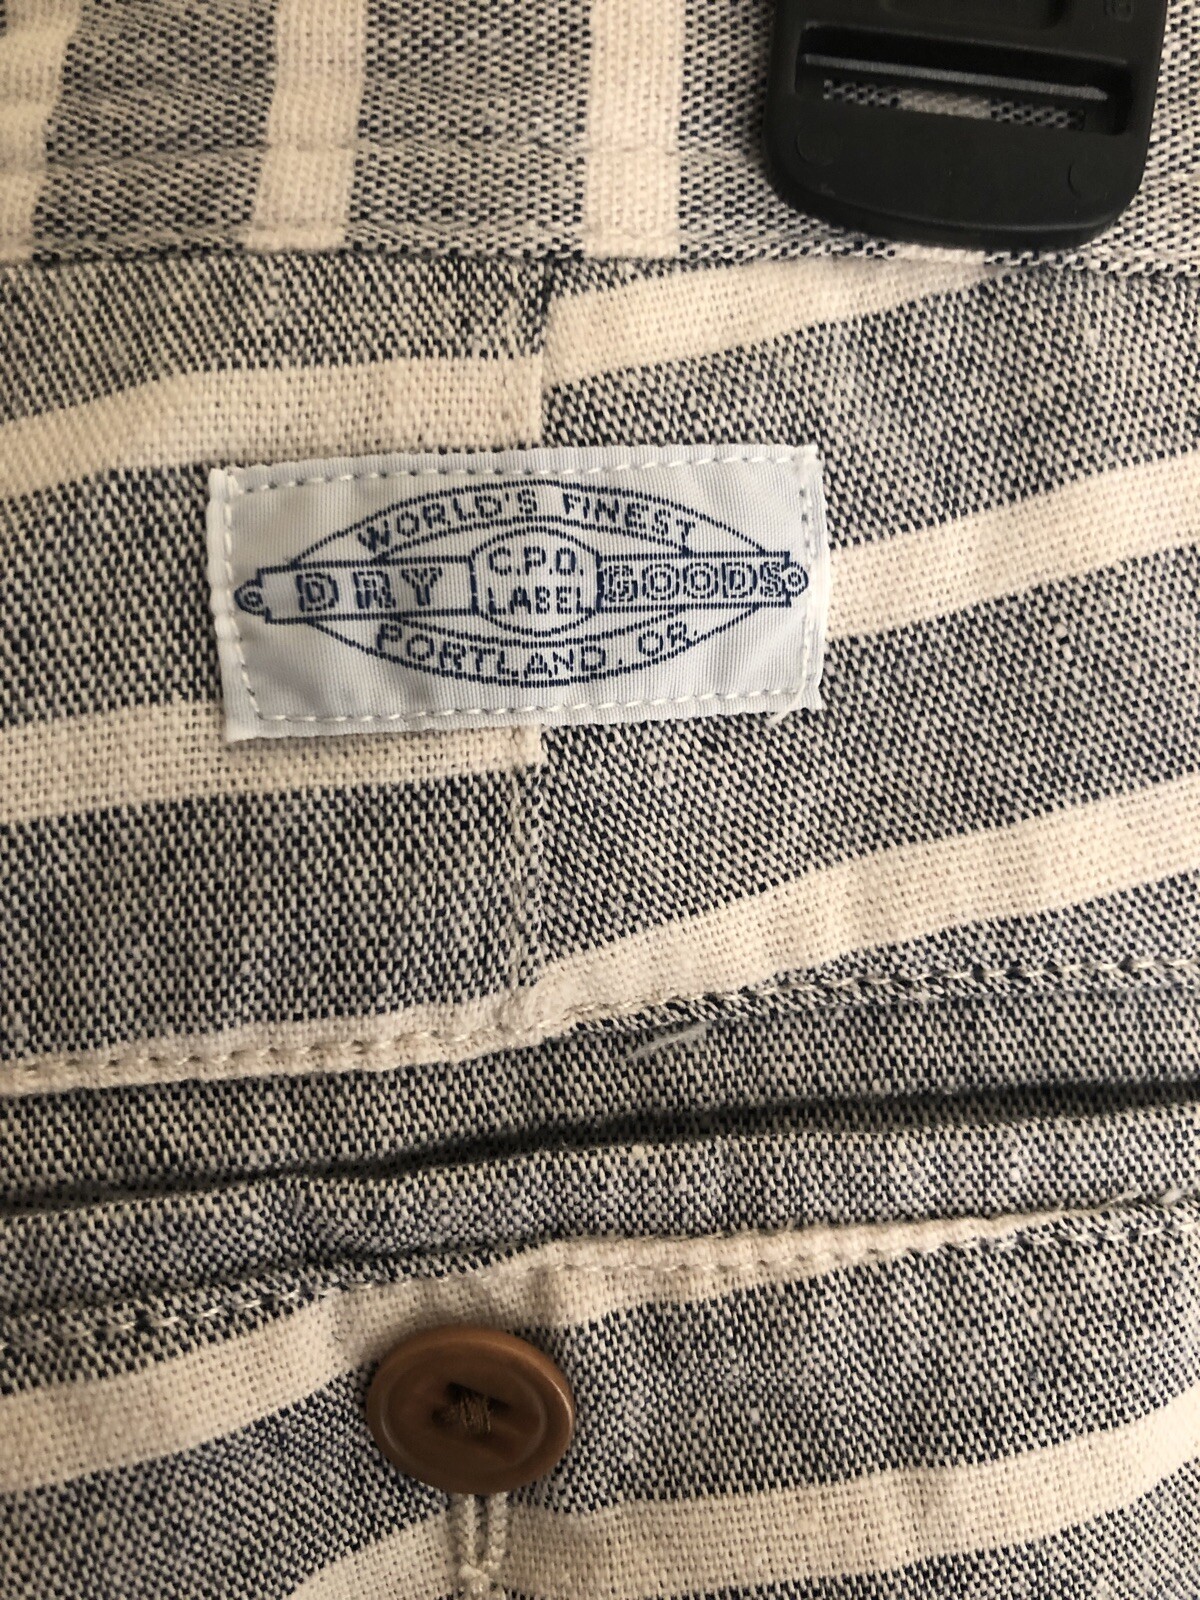 WORLD'S FINEST
DRY C.P.O. GOODS
LABEL
PORTLAND, OR.